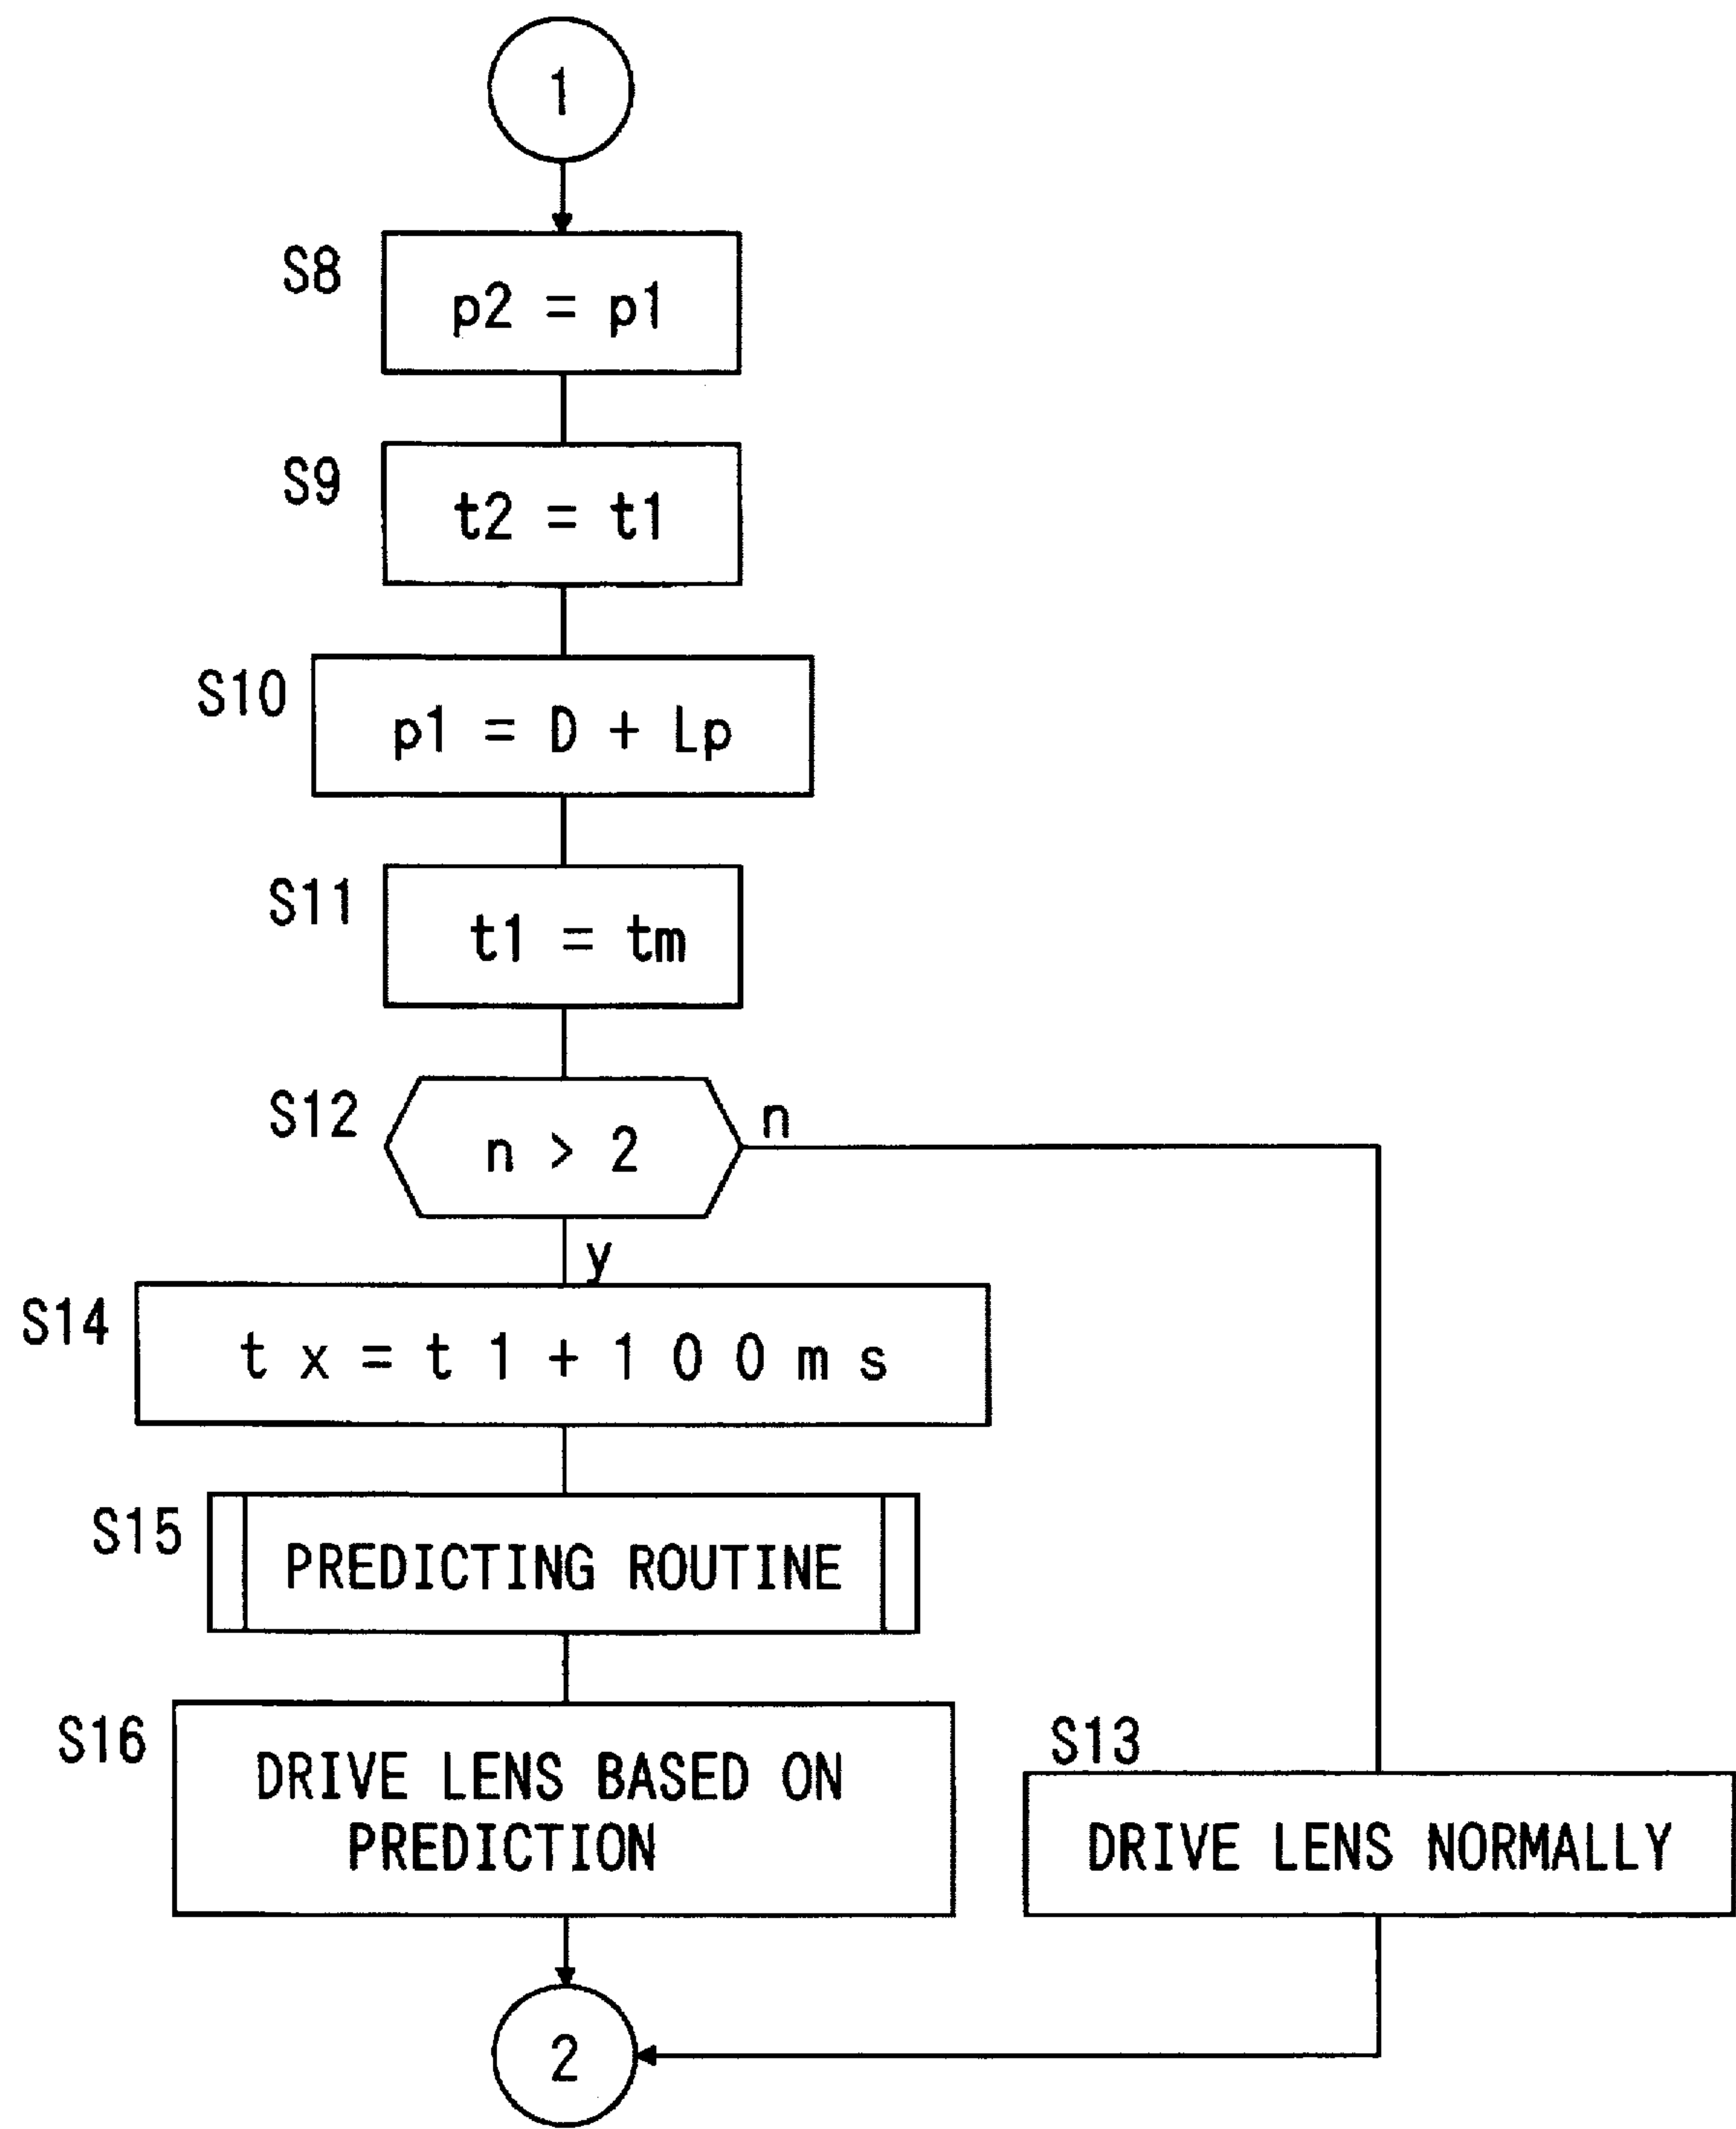 1
S8
p2 = p1
S9
t2 = t1
S10
p1 = D + Lp
S11
t1 = tm
S12
n > 2
n
y
S14
t x = t 1 + 1 0 0 m s
S15
PREDICTING ROUTINE
S16
DRIVE LENS BASED ON
PREDICTION
S13
DRIVE LENS NORMALLY
2